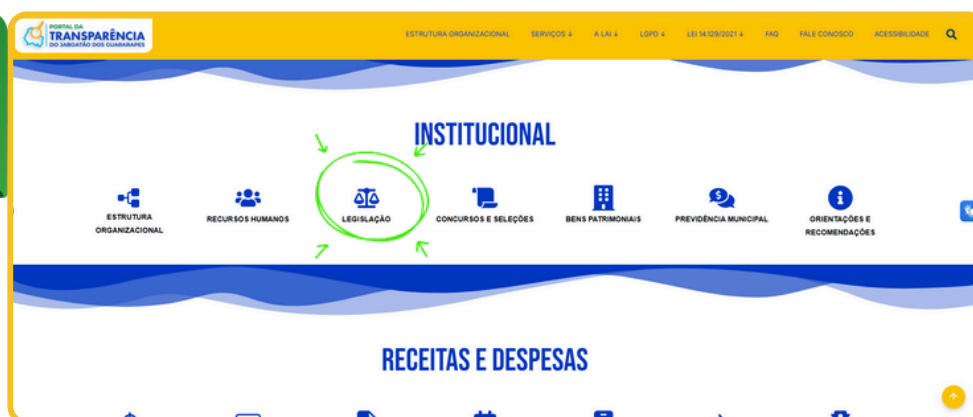 PORTAL DA
TRANSPARÊNCIA
DO JABOATÃO DOS GUARARAPES
ESTRUTURA ORGANIZACIONAL SERVIÇOS ↓ A LAI ↓ LGPD ↓ LEI 14.129/2021 ↓ FAQ FALE CONOSCO ACESSIBILIDADE
INSTITUCIONAL
ESTRUTURA
ORGANIZACIONAL
RECURSOS HUMANOS
LEGISLAÇÃO
CONCURSOS E SELEÇÕES
BENS PATRIMONIAIS
PREVIDÊNCIA MUNICIPAL
ORIENTAÇÕES E
RECOMENDAÇÕES
RECEITAS E DESPESAS